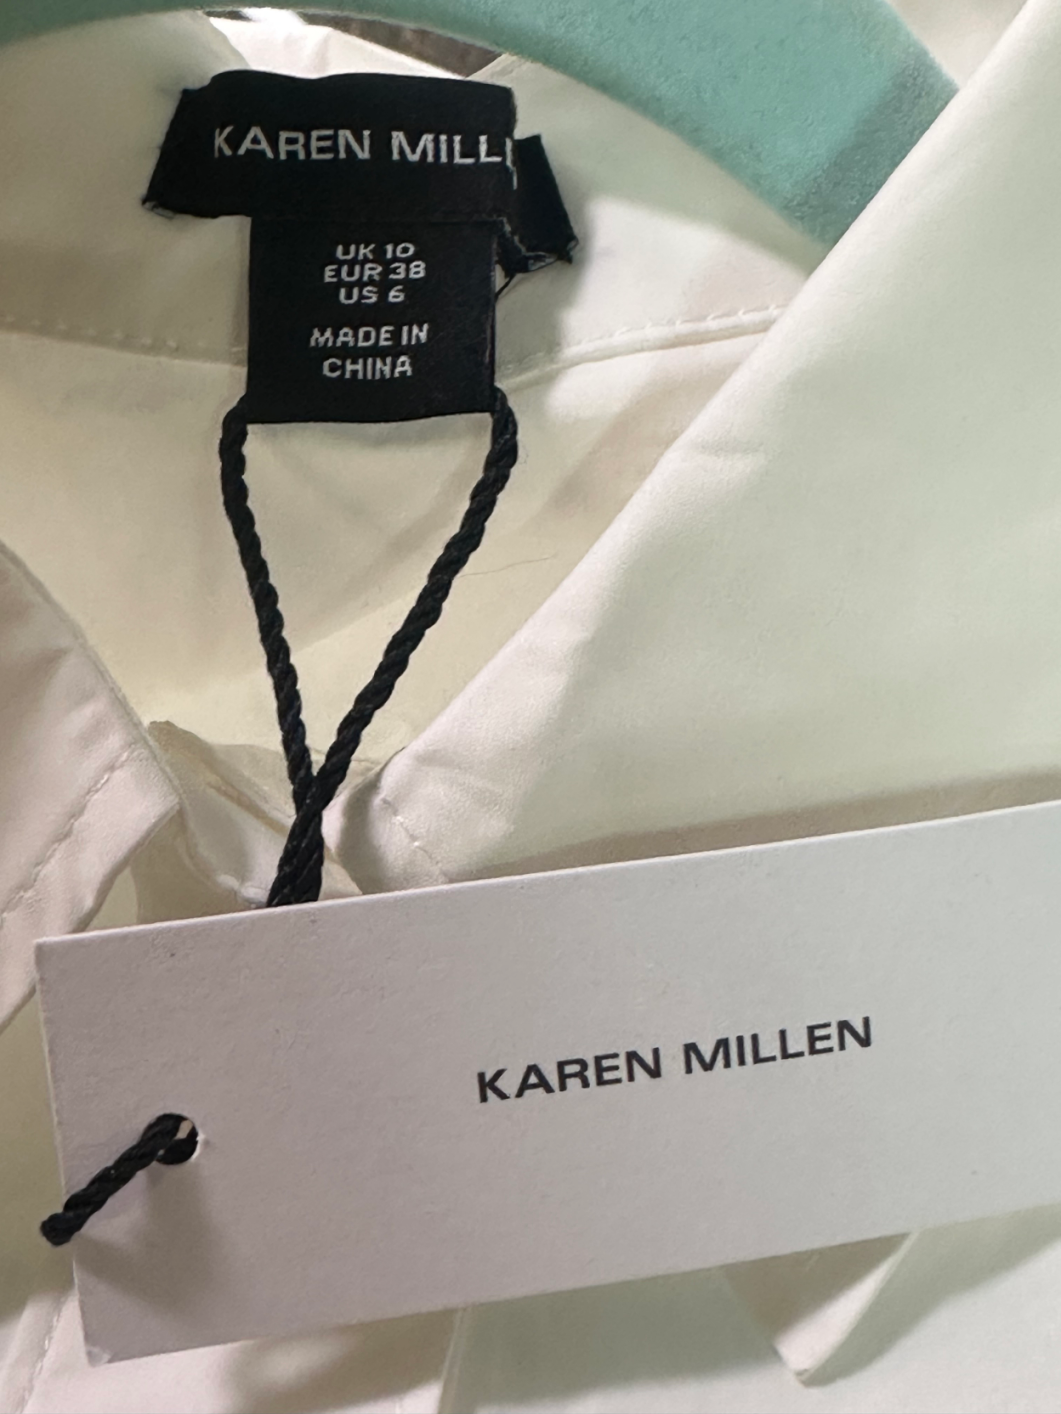 KAREN MILL
UK 10
EUR 38
US 6
MADE IN
CHINA
KAREN MILLEN